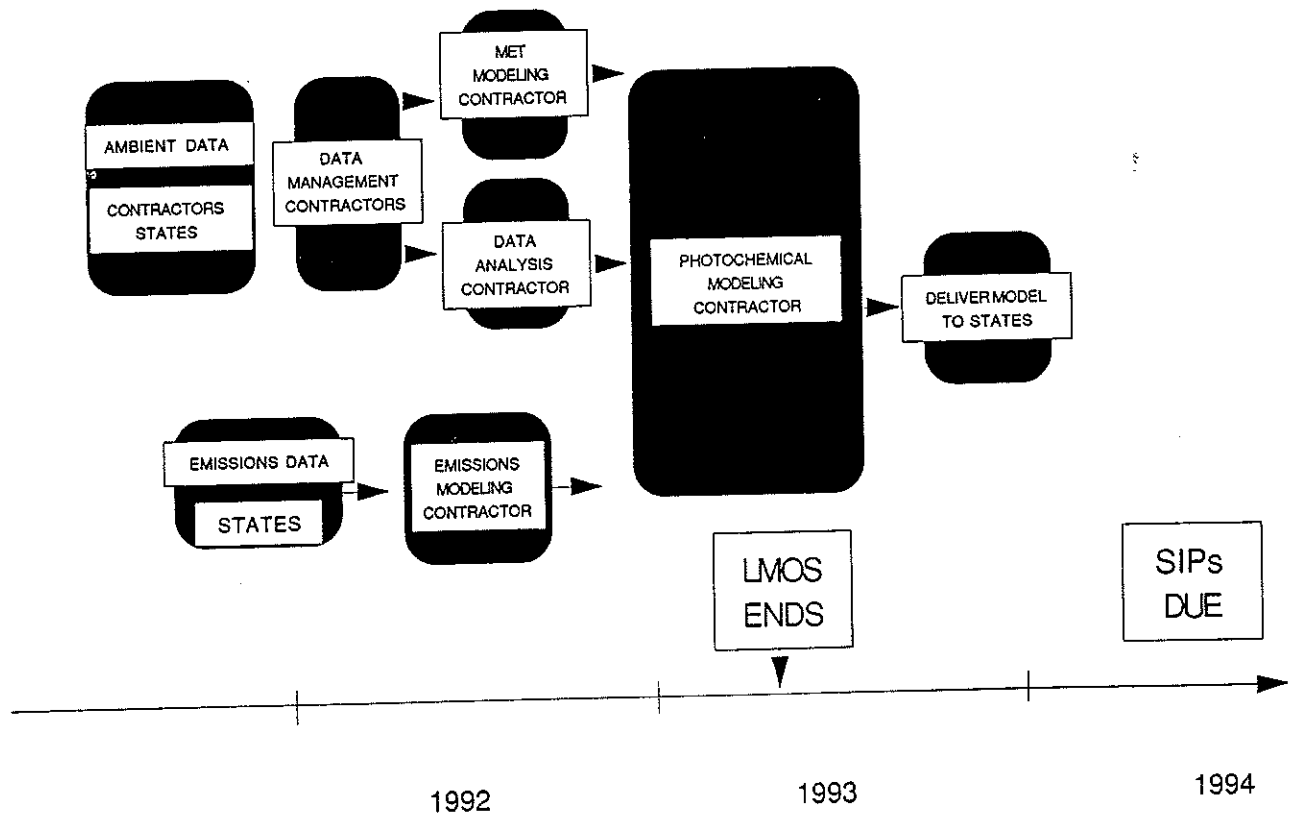 MET
MODELING
CONTRACTOR
AMBIENT DATA
CONTRACTORS
STATES
DATA
MANAGEMENT
CONTRACTORS
DATA
ANALYSIS
CONTRACTOR
PHOTOCHEMICAL
MODELING
CONTRACTOR
DELIVER MODEL
TO STATES
EMISSIONS DATA
STATES
EMISSIONS
MODELING
CONTRACTOR
LMOS
ENDS
SIPs
DUE
1992
1993
1994